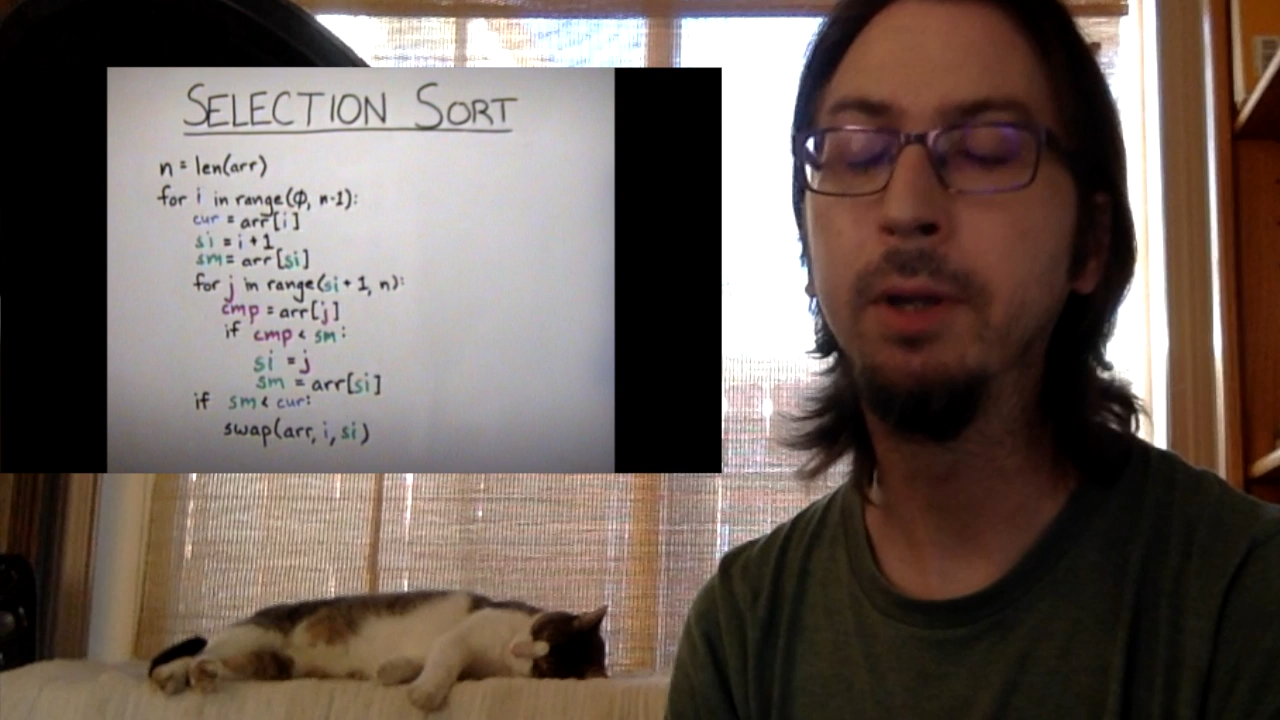 SELECTION SORT
n = len(arr)
for i in range(0, n-1):
cur = arr[i]
si = i + 1
sm = arr[si]
for j in range(si + 1, n):
cmp = arr[j]
if cmp < sm:
si = j
sm = arr[si]
if sm < cur:
swap(arr, i, si)